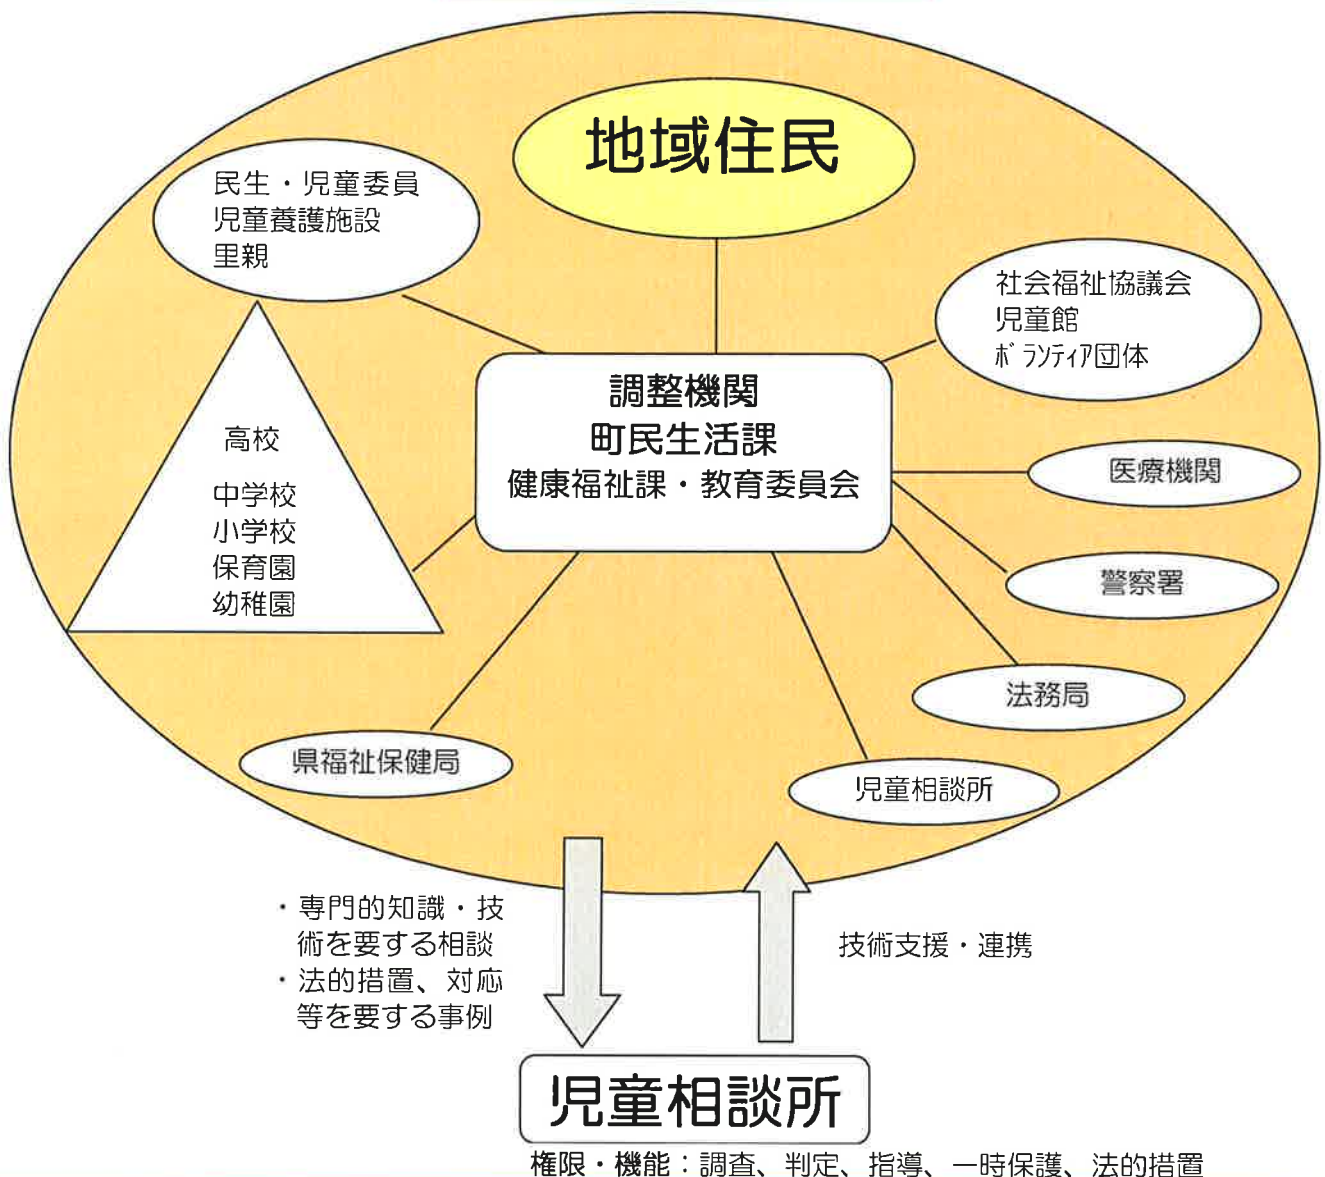 地域住民
民生・児童委員
児童養護施設
里親
社会福祉協議会
児童館
ボランティア団体
調整機関
町民生活課
健康福祉課・教育委員会
高校
中学校
小学校
保育園
幼稚園
医療機関
警察署
法務局
県福祉保健局
児童相談所
・専門的知識・技
術を要する相談
・法的措置、対応
等を要する事例
技術支援・連携
児童相談所
権限・機能：調査、判定、指導、一時保護、法的措置